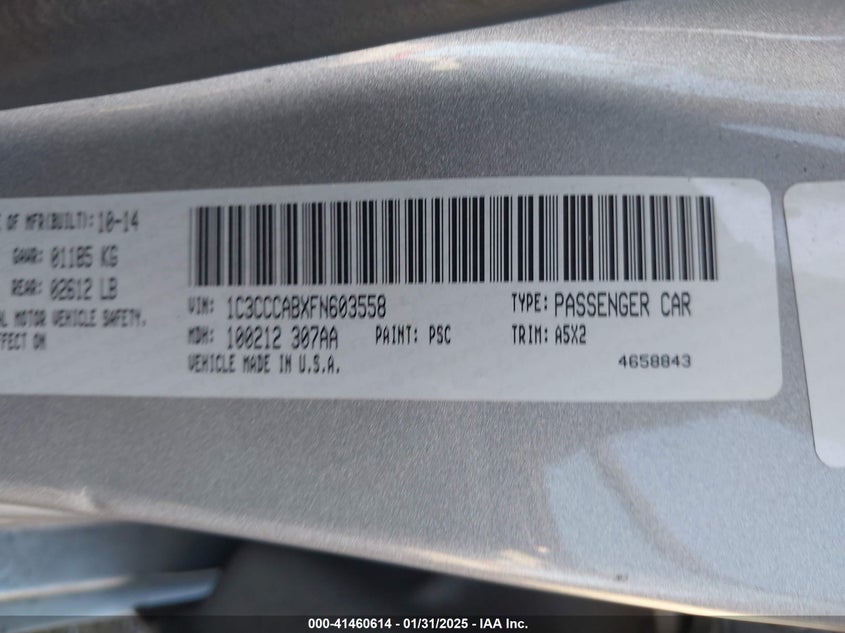 OF MFR(BUILT): 10-14
GAWR: 01185 KG
REAR: 02612 LB
MOTOR VEHICLE SAFETY.
ON
VIN: 1C3CCCABXFN603558 TYPE: PASSENGER CAR
MDH: 100212 307AA PAINT: PSC TRIM: A5X2
VEHICLE MADE IN U.S.A. 4658843
000-41460614 - 01/31/2025 - IAA Inc.